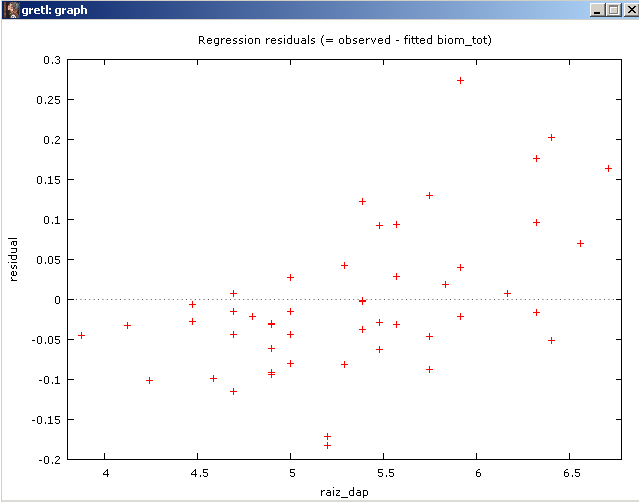 gretl: graph
Regression residuals (= observed - fitted biom_tot)
0.3
0.25
0.2
0.15
0.1
0.05
0
-0.05
-0.1
-0.15
-0.2
residual
4 4.5 5 5.5 6 6.5
raiz_dap